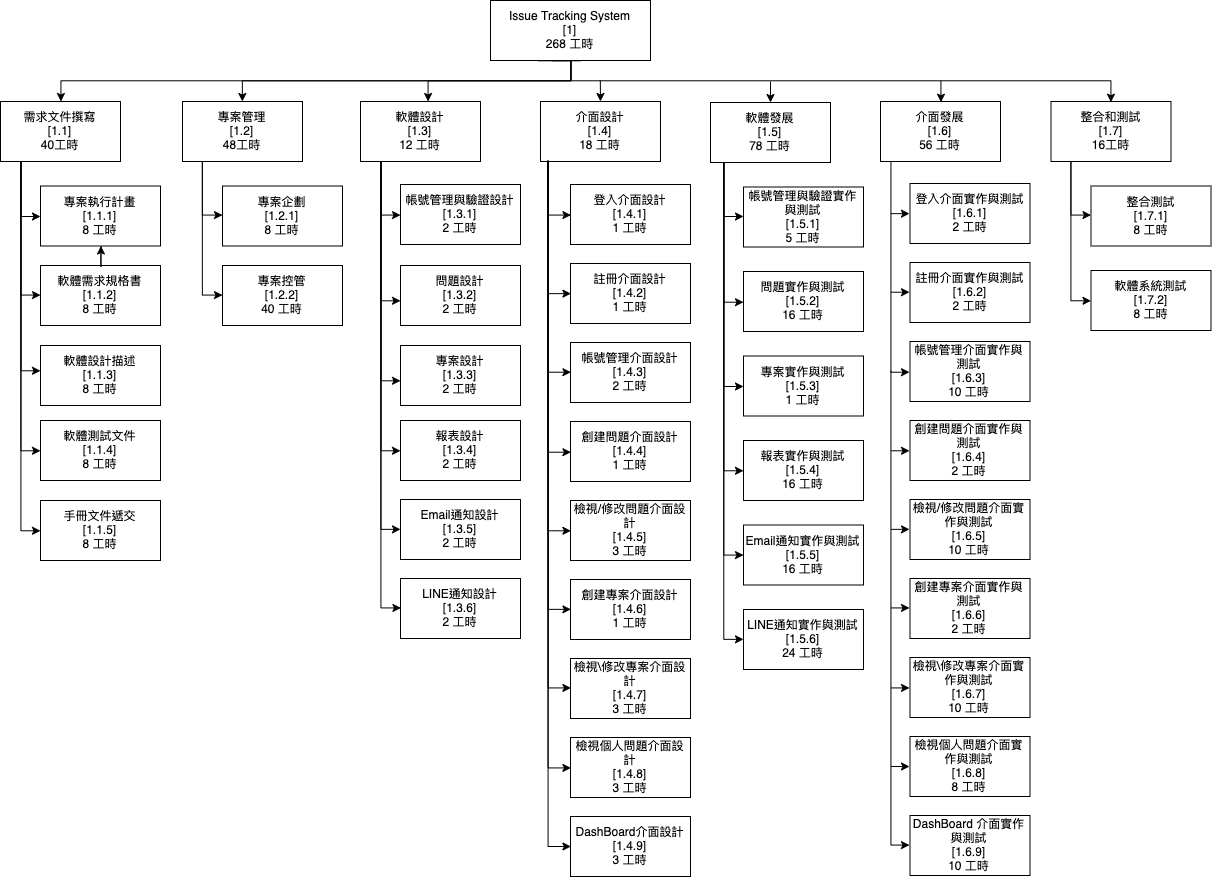 Issue Tracking System
[1]
268 工時
需求文件撰寫
[1.1]
40工時
專案執行計畫
[1.1.1]
8 工時
軟體需求規格書
[1.1.2]
8 工時
軟體設計描述
[1.1.3]
8 工時
軟體測試文件
[1.1.4]
8 工時
手冊文件遞交
[1.1.5]
8 工時
專案管理
[1.2]
48工時
專案企劃
[1.2.1]
8 工時
專案控管
[1.2.2]
40 工時
軟體設計
[1.3]
12 工時
帳號管理與驗證設計
[1.3.1]
2 工時
問題設計
[1.3.2]
2 工時
專案設計
[1.3.3]
2 工時
報表設計
[1.3.4]
2 工時
Email通知設計
[1.3.5]
2 工時
LINE通知設計
[1.3.6]
2 工時
介面設計
[1.4]
18 工時
登入介面設計
[1.4.1]
1 工時
註冊介面設計
[1.4.2]
1 工時
帳號管理介面設計
[1.4.3]
2 工時
創建問題介面設計
[1.4.4]
1 工時
檢視/修改問題介面設
計
[1.4.5]
3 工時
創建專案介面設計
[1.4.6]
1 工時
檢視\修改專案介面設
計
[1.4.7]
3 工時
檢視個人問題介面設
計
[1.4.8]
3 工時
DashBoard介面設計
[1.4.9]
3 工時
軟體發展
[1.5]
78 工時
帳號管理與驗證實作
與測試
[1.5.1]
5 工時
問題實作與測試
[1.5.2]
16 工時
專案實作與測試
[1.5.3]
1 工時
報表實作與測試
[1.5.4]
16 工時
Email通知實作與測試
[1.5.5]
16 工時
LINE通知實作與測試
[1.5.6]
24 工時
介面發展
[1.6]
56 工時
登入介面實作與測試
[1.6.1]
2 工時
註冊介面實作與測試
[1.6.2]
2 工時
帳號管理介面實作與
測試
[1.6.3]
10 工時
創建問題介面實作與
測試
[1.6.4]
2 工時
檢視/修改問題介面實
作與測試
[1.6.5]
10 工時
創建專案介面實作與
測試
[1.6.6]
2 工時
檢視\修改專案介面實
作與測試
[1.6.7]
10 工時
檢視個人問題介面實
作與測試
[1.6.8]
8 工時
DashBoard 介面實作
與測試
[1.6.9]
10 工時
整合和測試
[1.7]
16工時
整合測試
[1.7.1]
8 工時
軟體系統測試
[1.7.2]
8 工時